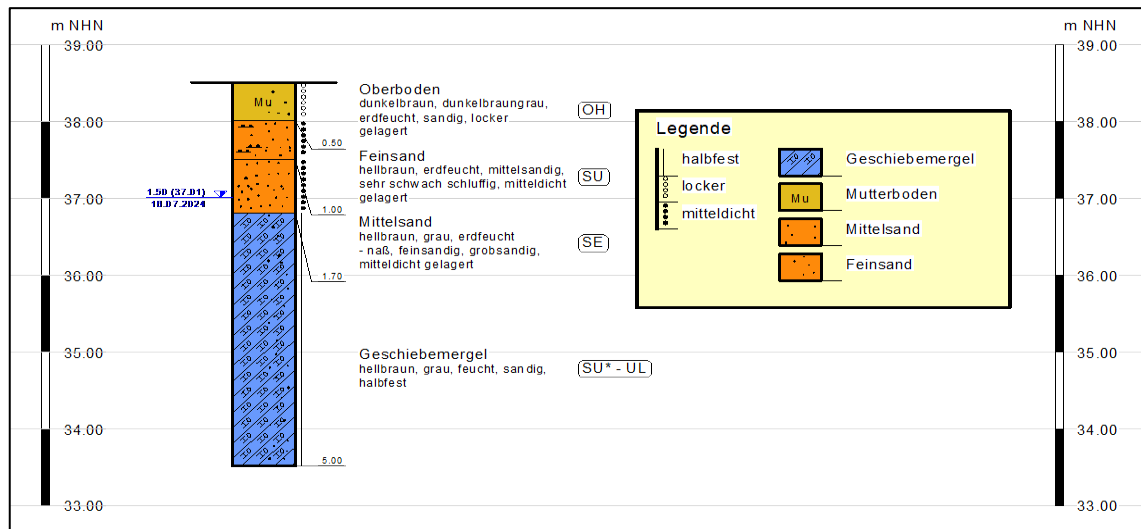 m NHN
39.00
38.00
37.00
36.00
35.00
34.00
33.00
1.50 (37.01)
18.07.2024
Mu
0.50
1.00
1.70
5.00
Oberboden
dunkelbraun, dunkelbraungrau,
erdfeucht, sandig, locker
gelagert
OH
Feinsand
hellbraun, erdfeucht, mittelsandig,
sehr schwach schluffig, mitteldicht
gelagert
SU
Mittelsand
hellbraun, grau, erdfeucht
- naß, feinsandig, grobsandig,
mitteldicht gelagert
SE
Geschiebemergel
hellbraun, grau, feucht, sandig,
halbfest
SU* - UL
Legende
halbfest
locker
mitteldicht
Geschiebemergel
Mu
Mutterboden
Mittelsand
Feinsand
m NHN
39.00
38.00
37.00
36.00
35.00
34.00
33.00